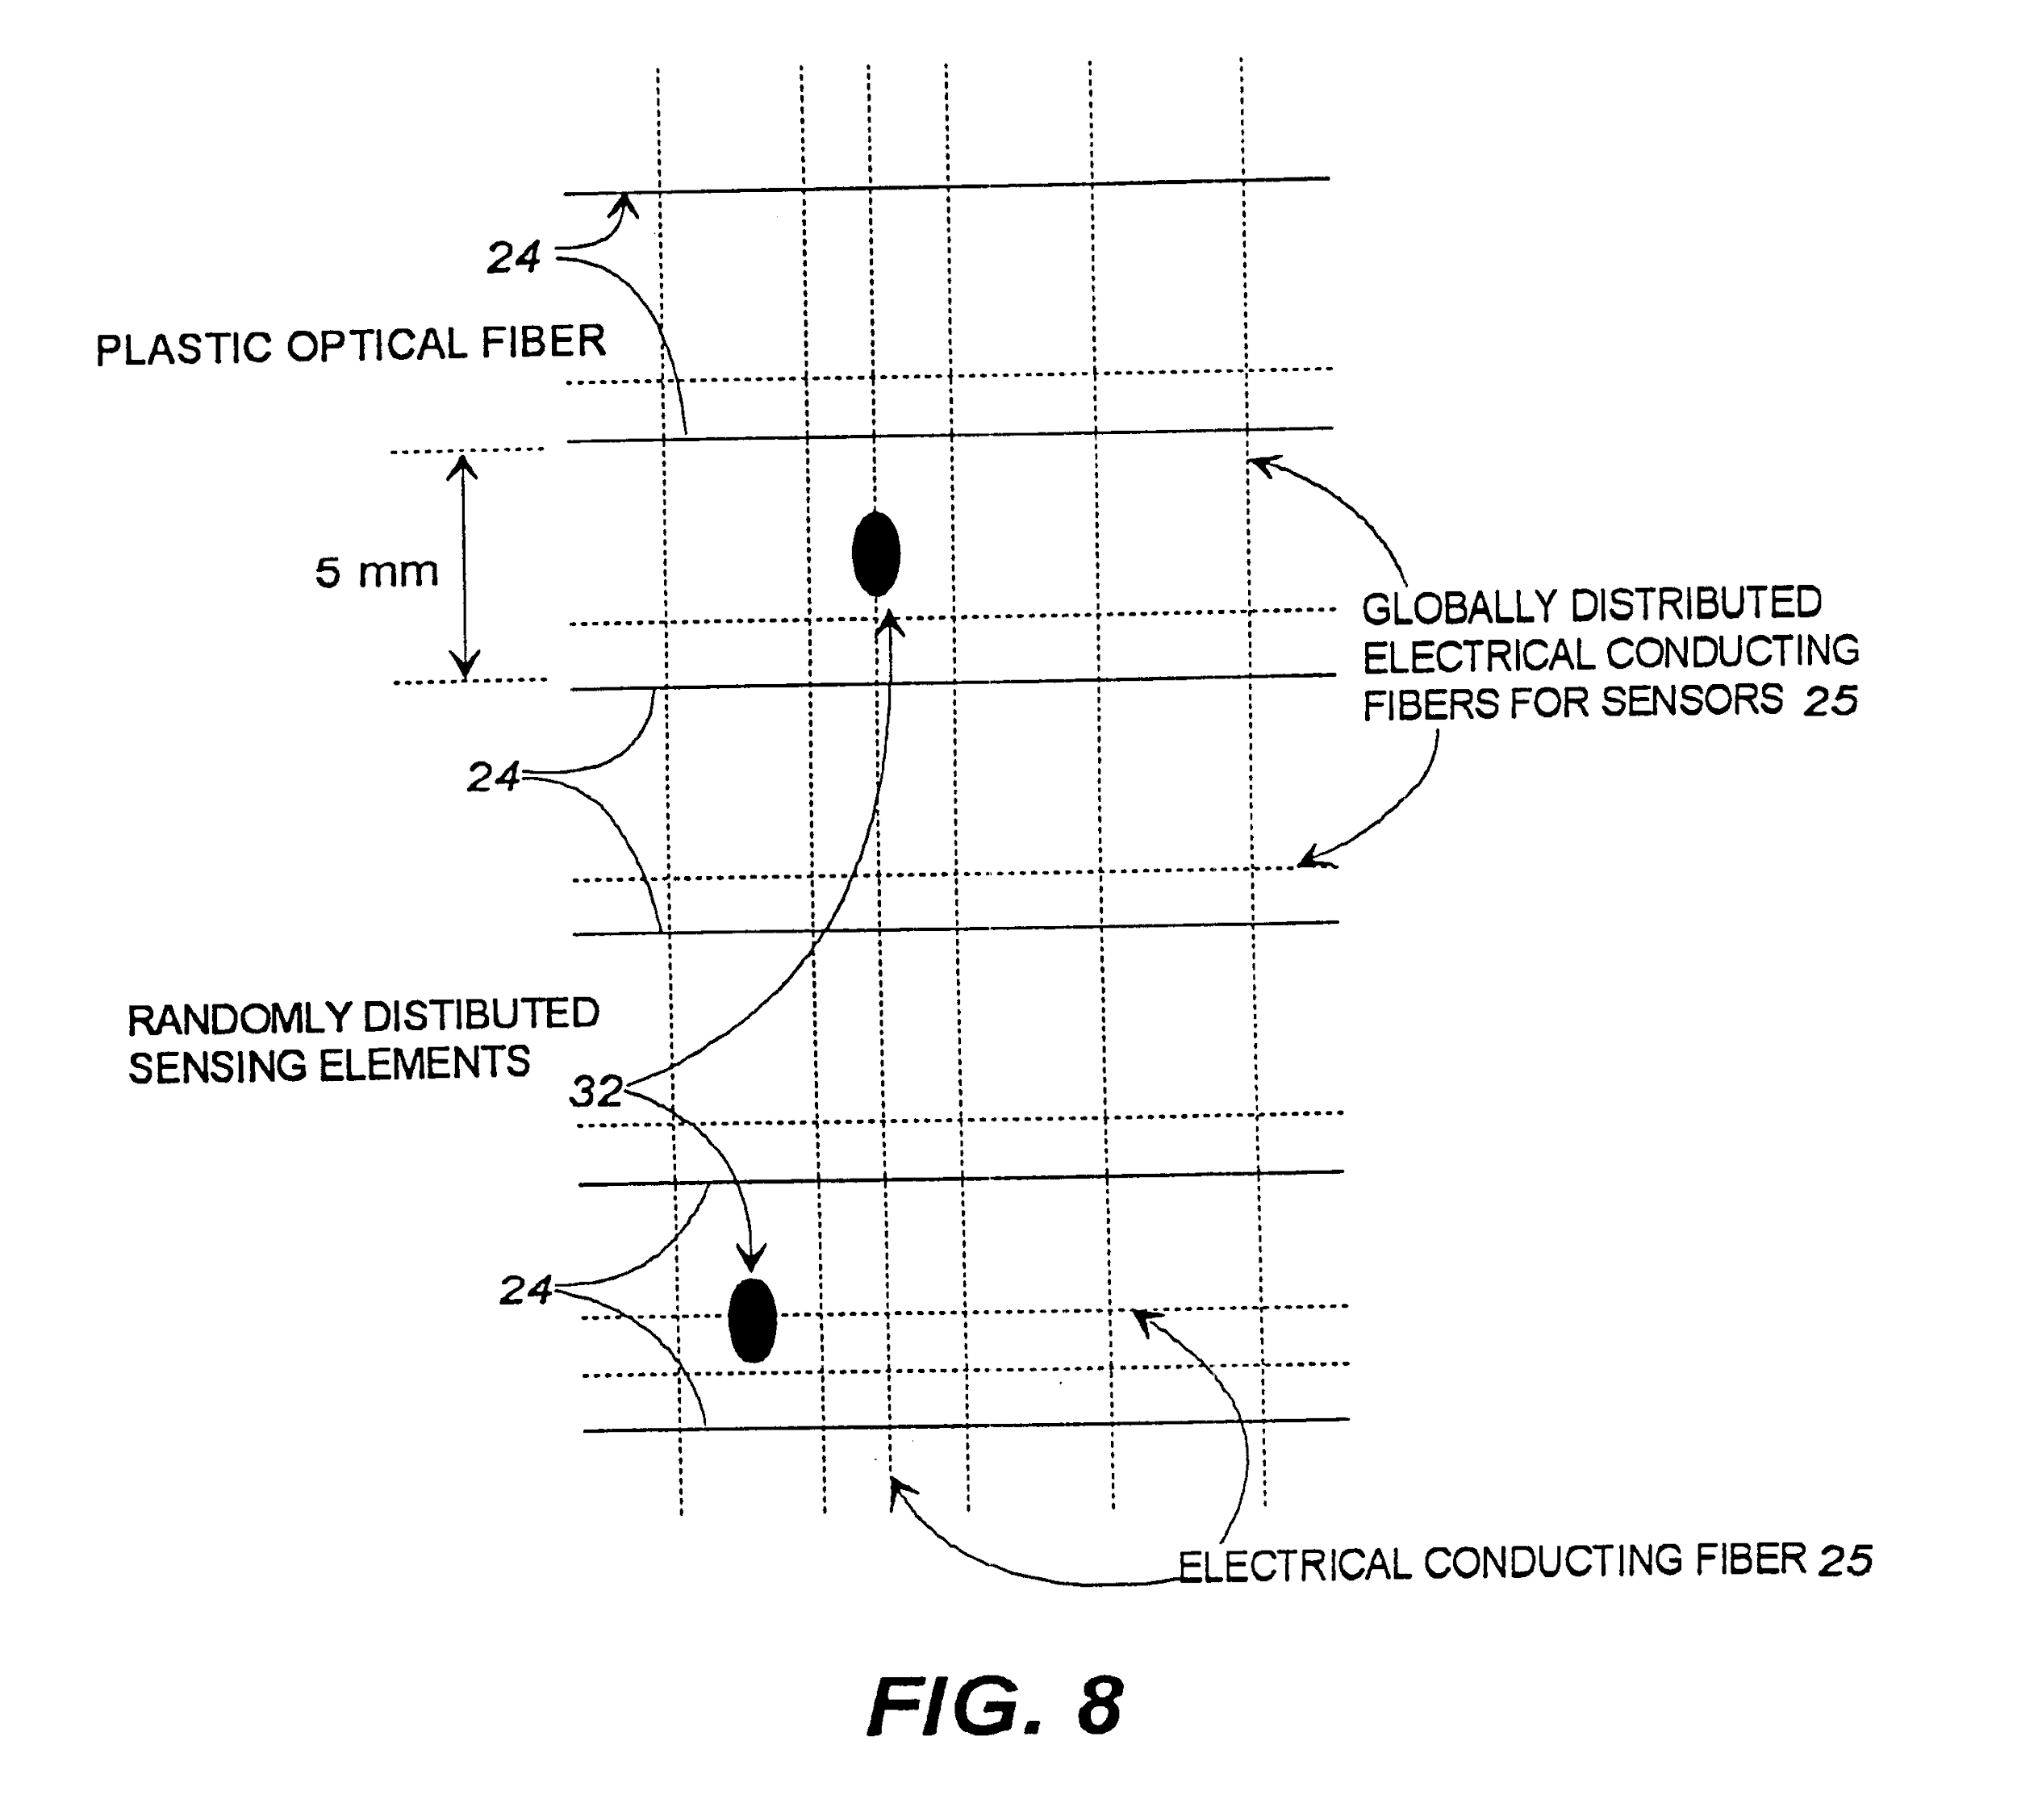 24
PLASTIC OPTICAL FIBER
5 mm
GLOBALLY DISTRIBUTED
ELECTRICAL CONDUCTING
FIBERS FOR SENSORS 25
24
RANDOMLY DISTIBUTED
SENSING ELEMENTS
32
24
ELECTRICAL CONDUCTING FIBER 25
FIG. 8